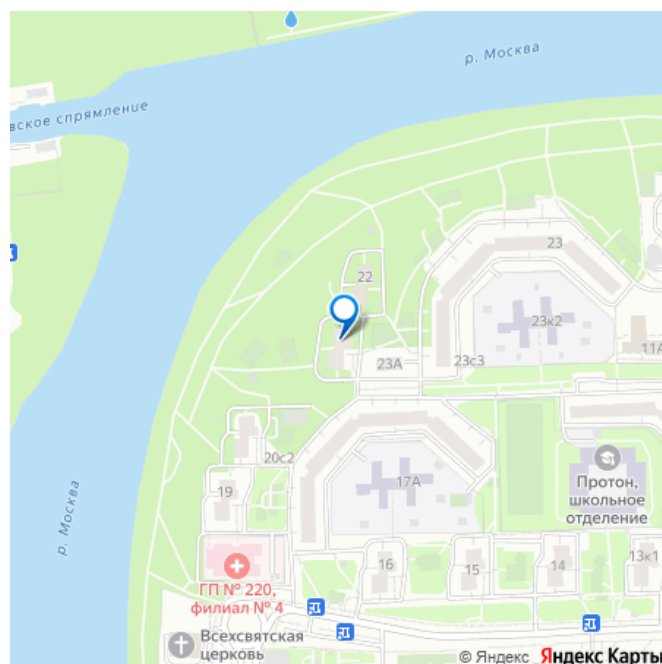 р. Москва
вское спрямление
23
22
23к2
11А
23А
23с3
20с2
Протон,
школьное
отделение
17А
19
16
15
14
13к1
ГП № 220,
филиал № 4
р. Москва
Всехсвятская
церковь
© Яндекс Яндекс Карты